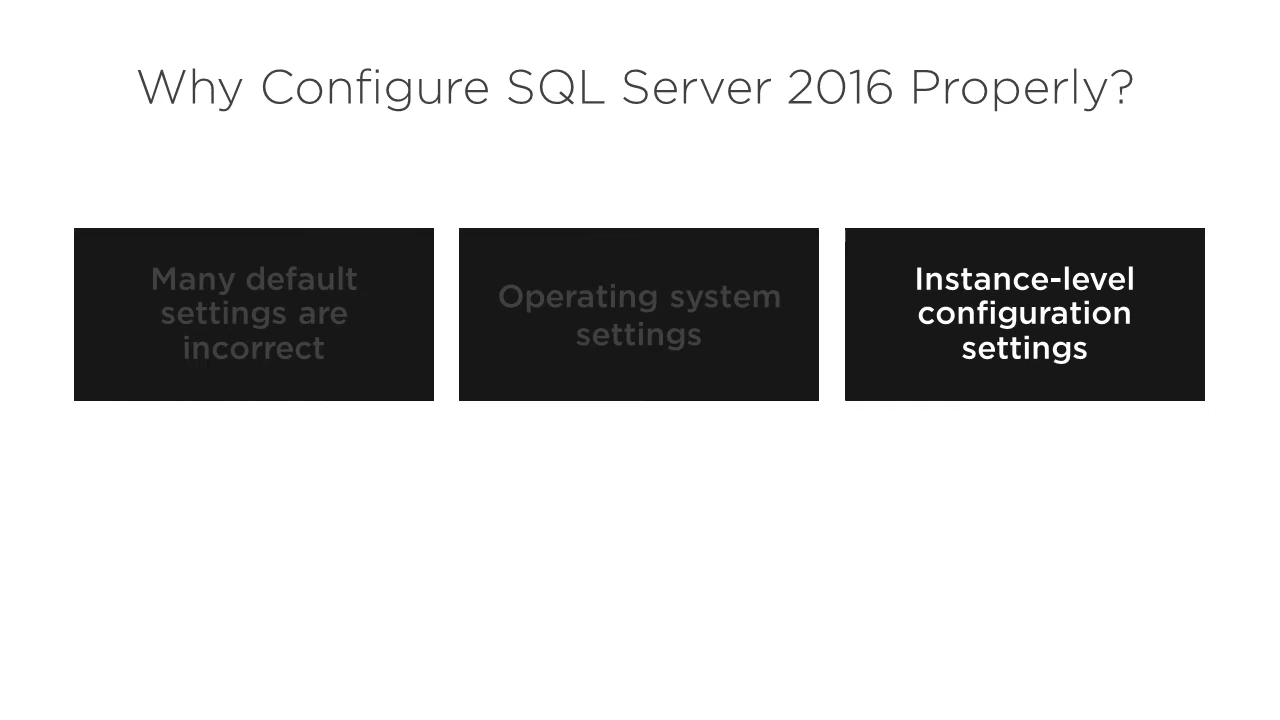 Why Configure SQL Server 2016 Properly?
Many default
settings are
incorrect
Operating system
settings
Instance-level
configuration
settings